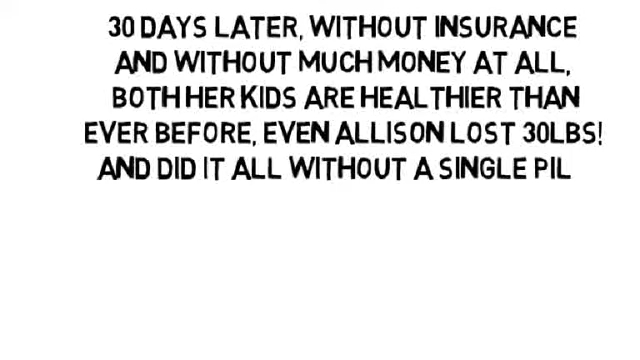 30 DAYS LATER, WITHOUT INSURANCE
AND WITHOUT MUCH MONEY AT ALL,
BOTH HER KIDS ARE HEALTHIER THAN
EVER BEFORE, EVEN ALLISON LOST 30LBS!
AND DID IT ALL WITHOUT A SINGLE PIL